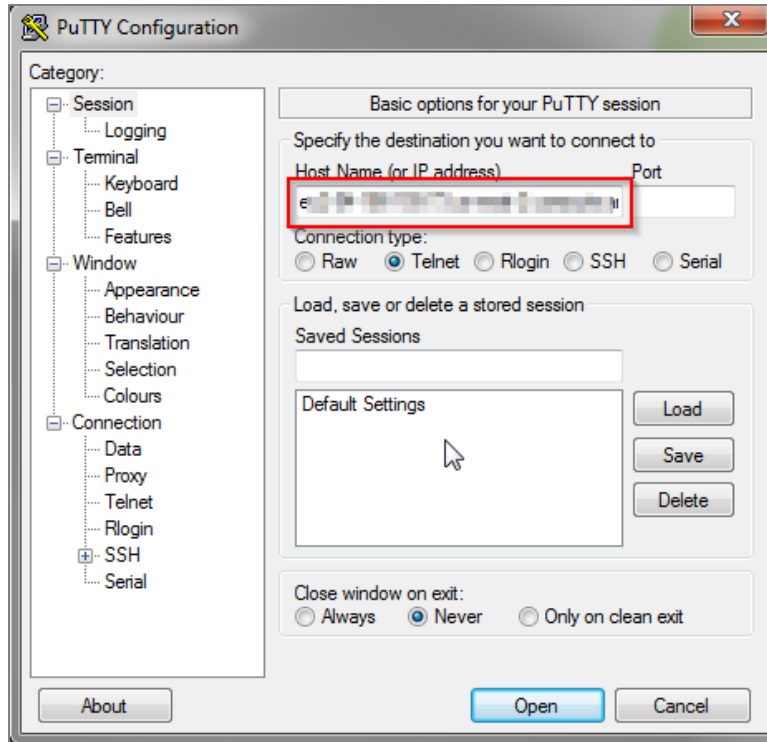 PuTTY Configuration
Category:
Session
Logging
Terminal
Keyboard
Bell
Features
Window
Appearance
Behaviour
Translation
Selection
Colours
Connection
Data
Proxy
Telnet
Rlogin
SSH
Serial
Basic options for your PuTTY session
Specify the destination you want to connect to
Host Name (or IP address) Port
Connection type:
Raw Telnet Rlogin SSH Serial
Load, save or delete a stored session
Saved Sessions
Default Settings
Load
Save
Delete
Close window on exit:
Always Never Only on clean exit
About Open Cancel